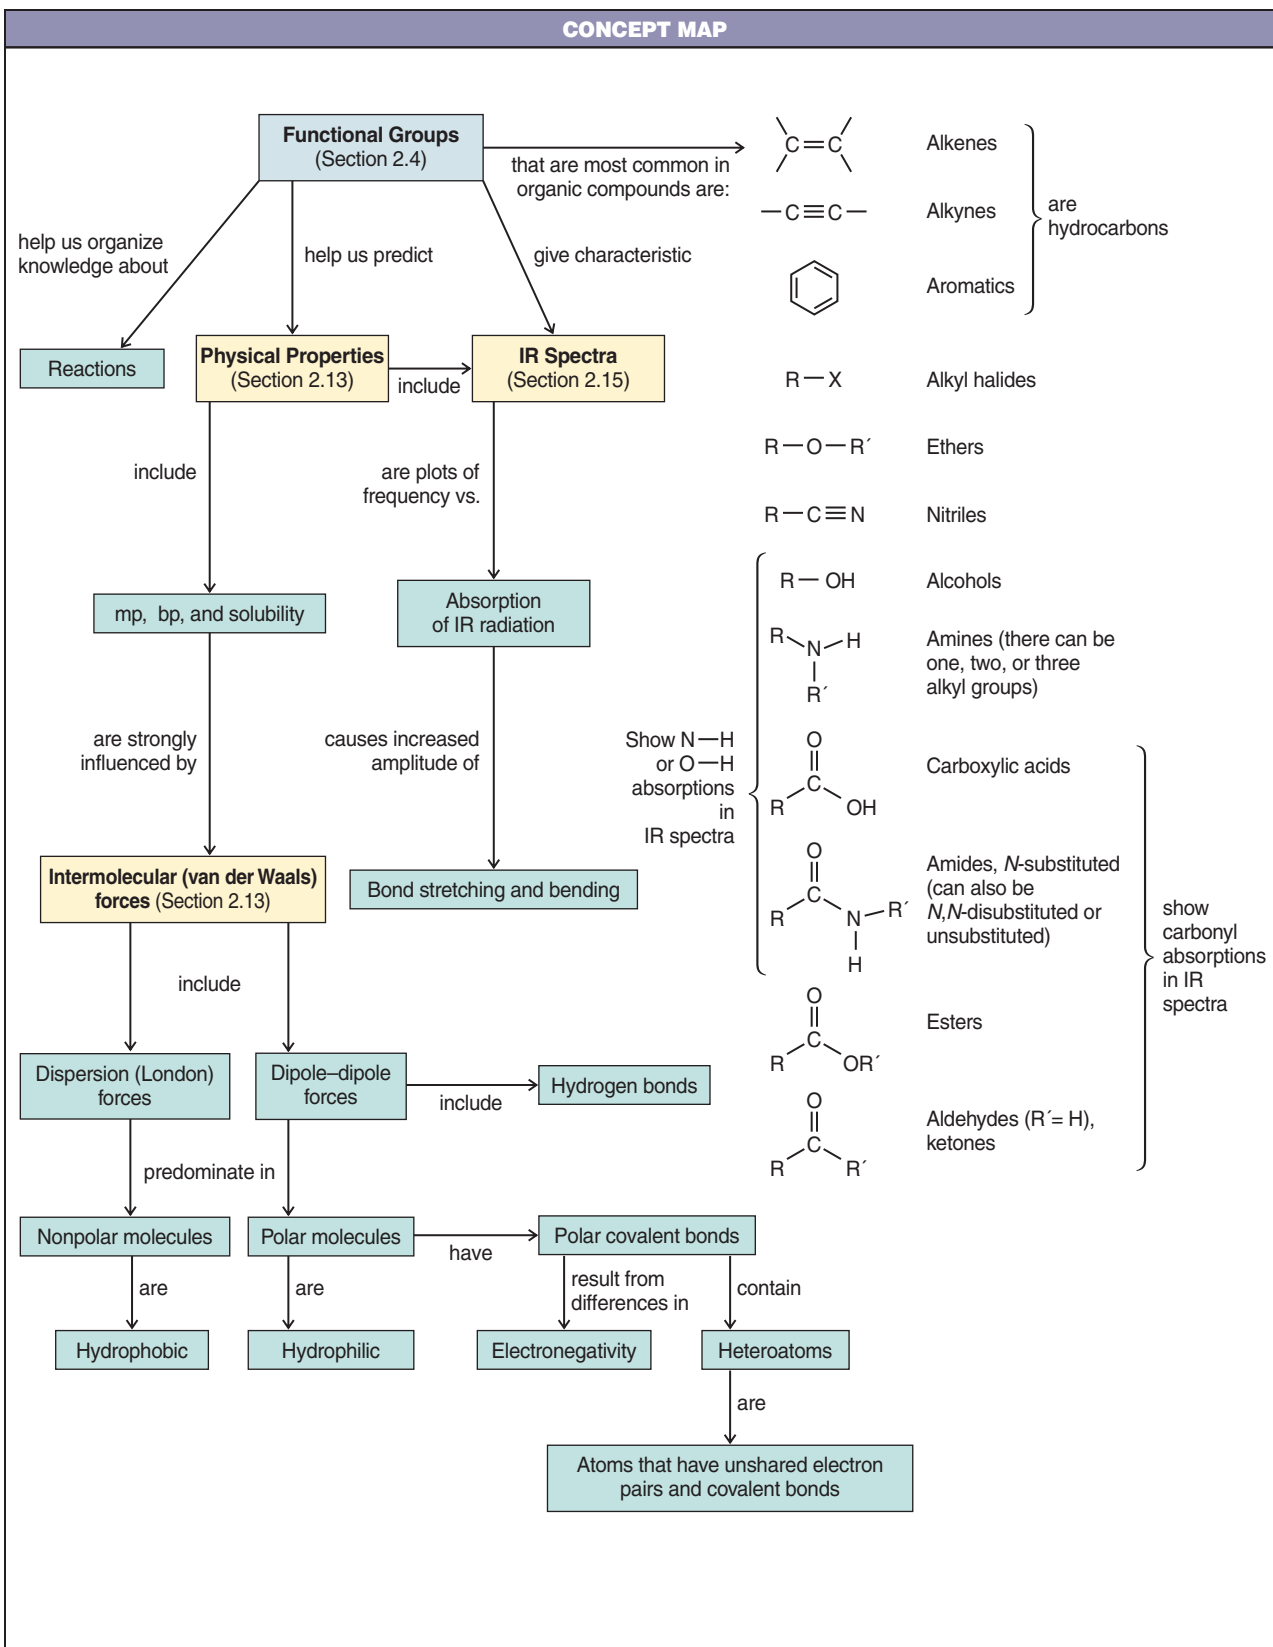 CONCEPT MAP
Functional Groups
(Section 2.4)
that are most common in
organic compounds are:
help us organize
knowledge about
help us predict
give characteristic
Reactions
Physical Properties
(Section 2.13)
include
IR Spectra
(Section 2.15)
include
are plots of
frequency vs.
mp, bp, and solubility
Absorption
of IR radiation
are strongly
influenced by
causes increased
amplitude of
Intermolecular (van der Waals)
forces (Section 2.13)
Bond stretching and bending
include
Dispersion (London)
forces
Dipole–dipole
forces
include
Hydrogen bonds
predominate in
Nonpolar molecules
Polar molecules
have
Polar covalent bonds
are
are
result from
differences in
contain
Hydrophobic
Hydrophilic
Electronegativity
Heteroatoms
are
Atoms that have unshared electron
pairs and covalent bonds
C=C
Alkenes
—C≡C—
Alkynes
Aromatics
are
hydrocarbons
R—X
Alkyl halides
R—O—R´
Ethers
R—C≡N
Nitriles
R—OH
Alcohols
R
N—H
R´
Amines (there can be
one, two, or three
alkyl groups)
Show N—H
or O—H
absorptions
in
IR spectra
O
C
R
OH
Carboxylic acids
O
C
R
N—R´
H
Amides, N-substituted
(can also be
N,N-disubstituted or
unsubstituted)
O
C
R
OR´
Esters
O
C
R
R´
Aldehydes (R´= H),
ketones
show
carbonyl
absorptions
in IR
spectra